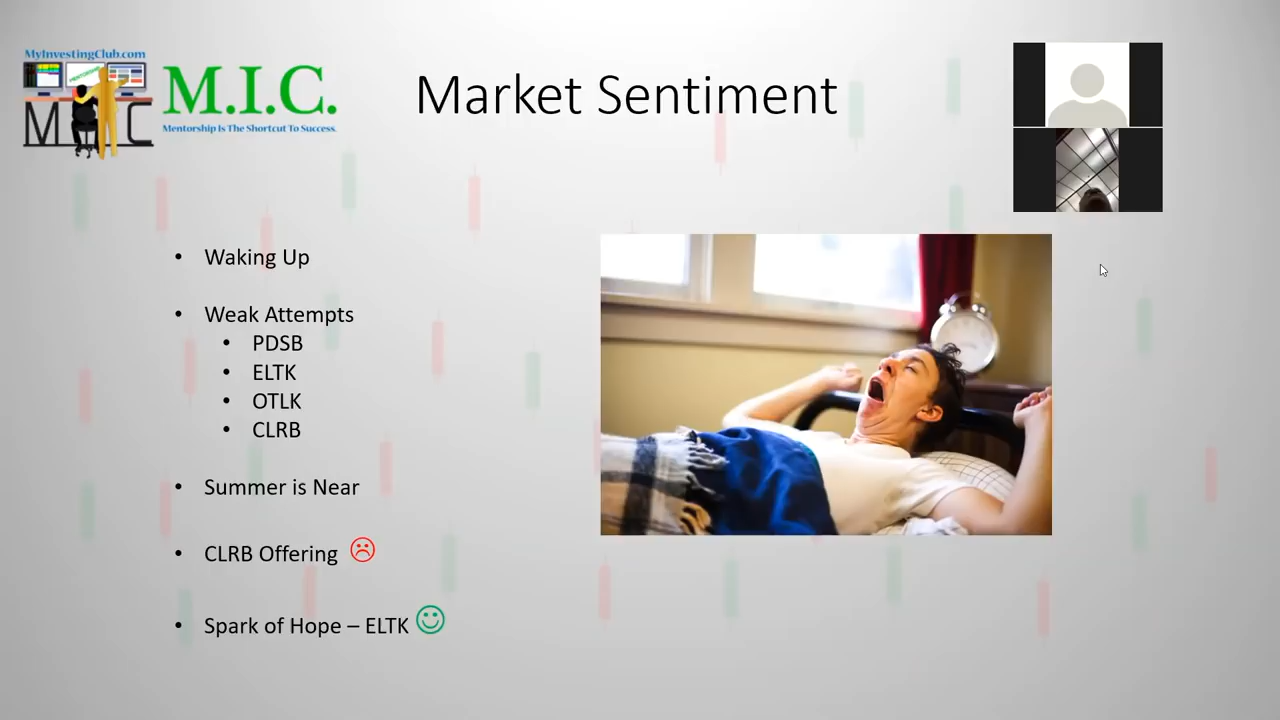 MyInvestingClub.com
M.I.C.
Mentorship Is The Shortcut To Success.
Market Sentiment
MIC
• Waking Up
• Weak Attempts
• PDSB
• ELTK
• OTLK
• CLRB
• Summer is Near
• CLRB Offering ☹
• Spark of Hope – ELTK ☺